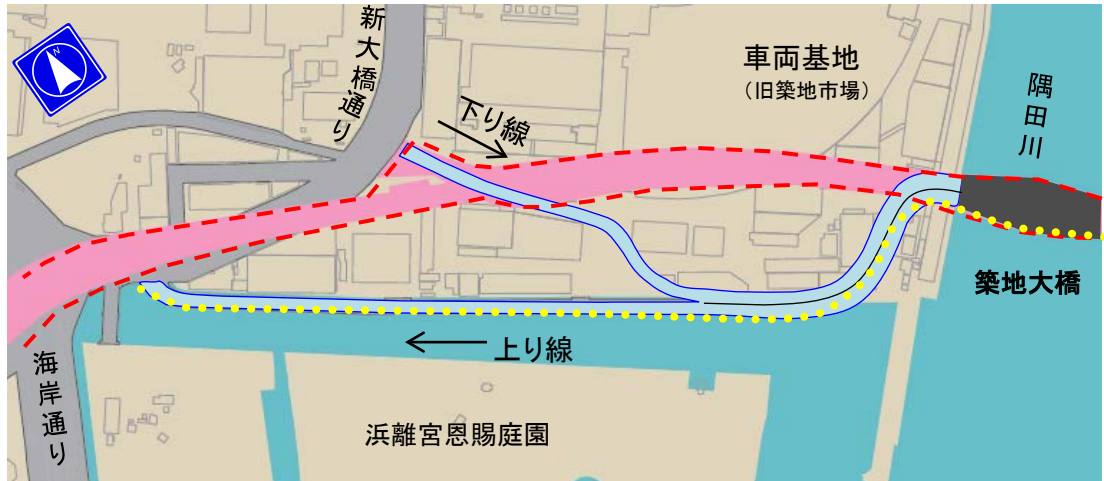 N
新大橋通り
下り線
車両基地
（旧築地市場）
隅田川
築地大橋
上り線
海岸通り
浜離宮恩賜庭園